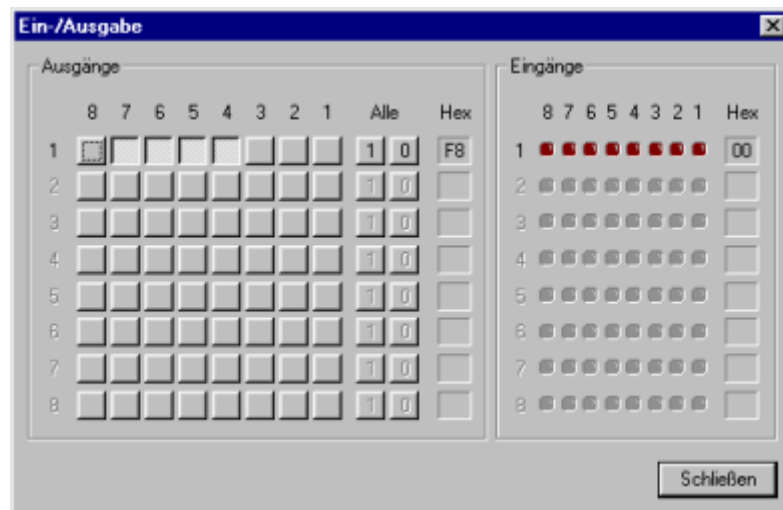 Ein-/Ausgabe
Ausgänge
8 7 6 5 4 3 2 1 Alle Hex
1 1 0 F8
2 1 0
3 1 0
4 1 0
5 1 0
6 1 0
7 1 0
8 1 0
Eingänge
8 7 6 5 4 3 2 1 Hex
1 00
2
3
4
5
6
7
8
Schließen